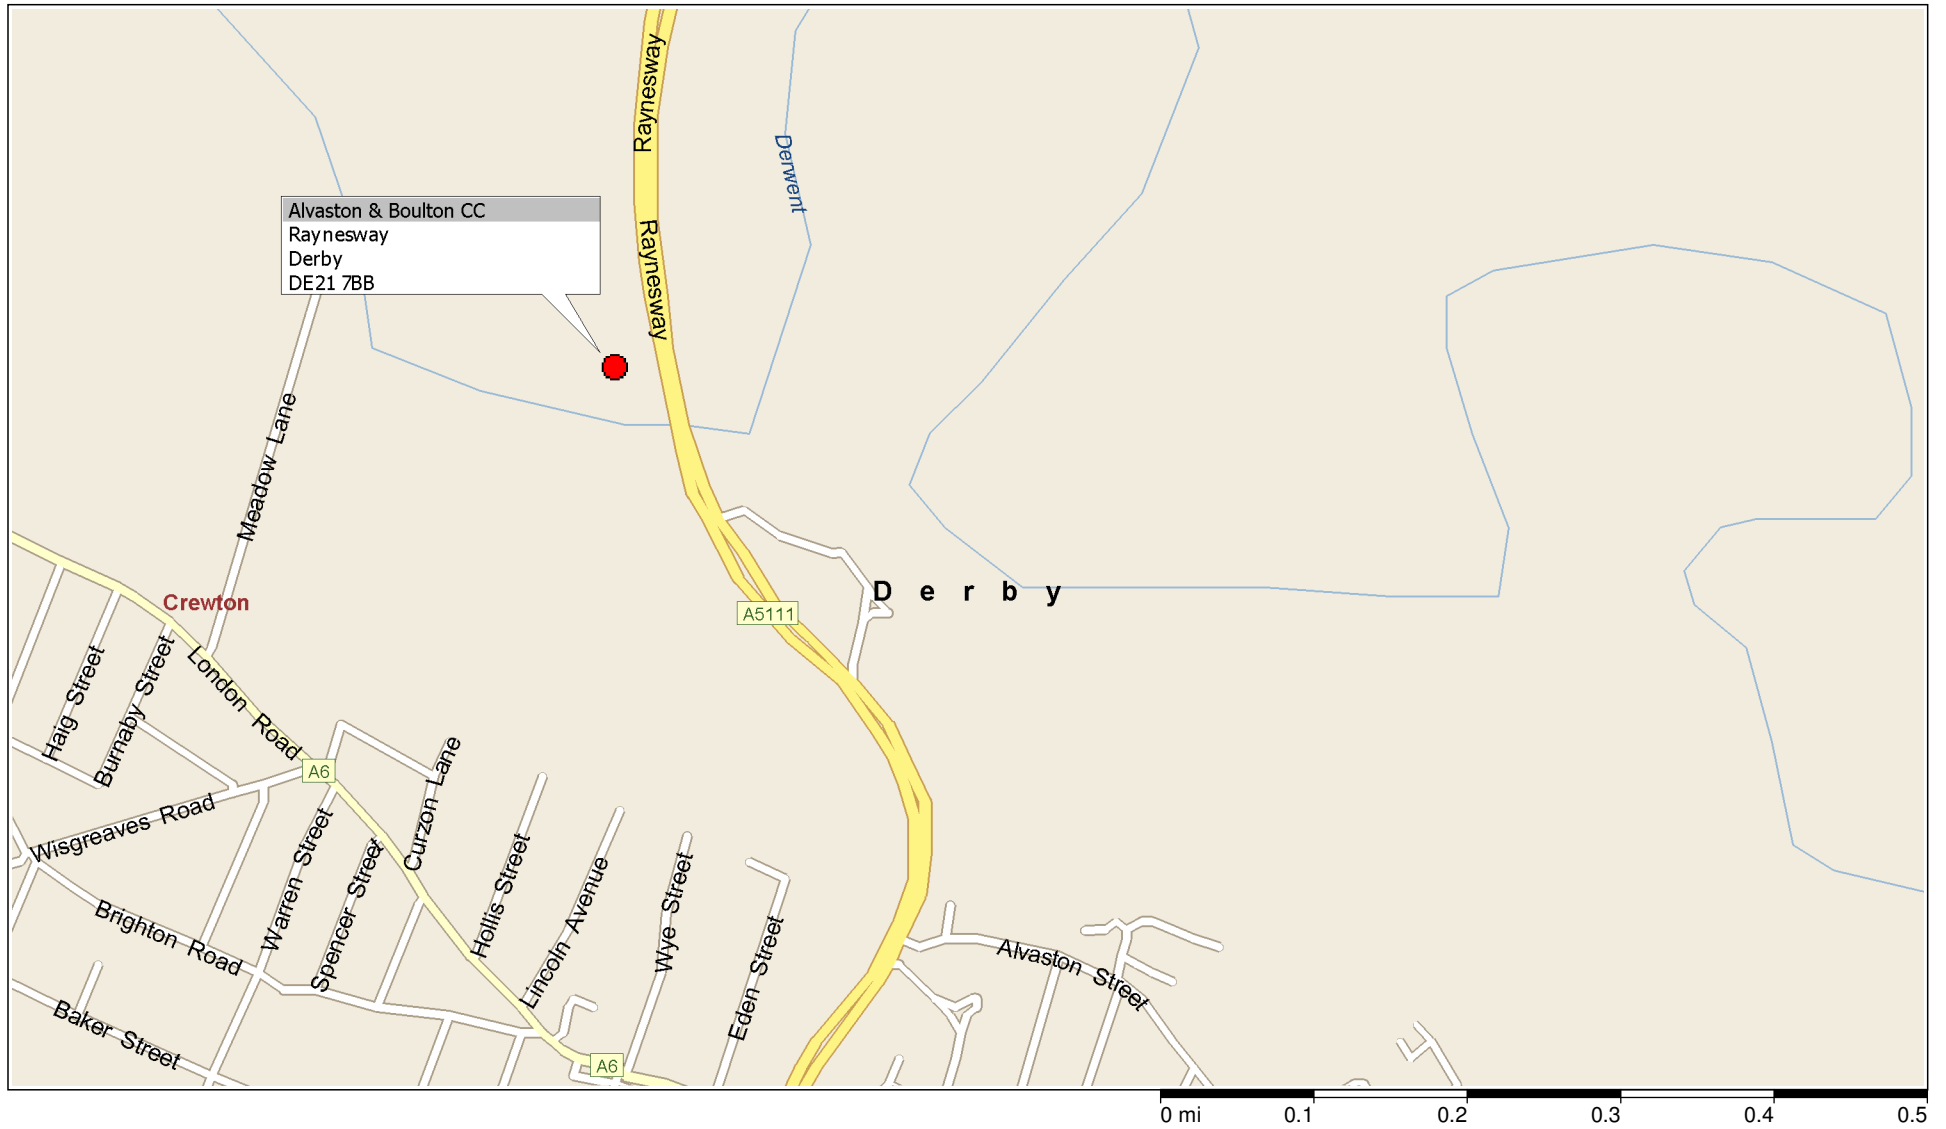 Raynesway
Derwent
Alvaston & Boulton CC
Raynesway
Derby
DE21 7BB
Raynesway
Meadow Lane
Derby
Crewton
A5111
London Road
Haig Street
Burnaby Street
A6
Curzon Lane
Wisgreaves Road
Warren Street
Spencer Street
Hollis Street
Lincoln Avenue
Wye Street
Eden Street
Brighton Road
Alvaston Street
Baker Street
A6
0 mi 0.1 0.2 0.3 0.4 0.5